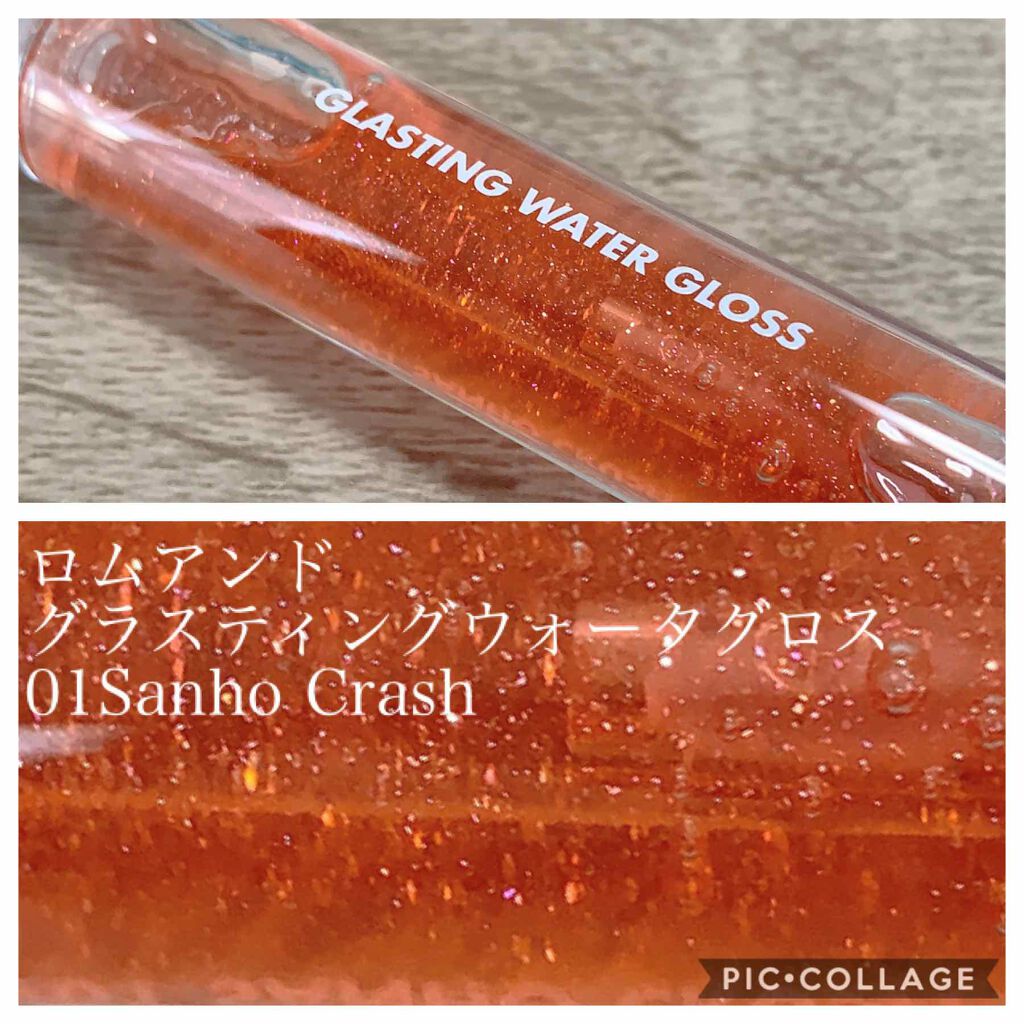 GLASTING WATER GLOSS
ロムアンド
グラスティングウォータグロス
01Sanho Crash
PIC•COLLAGE